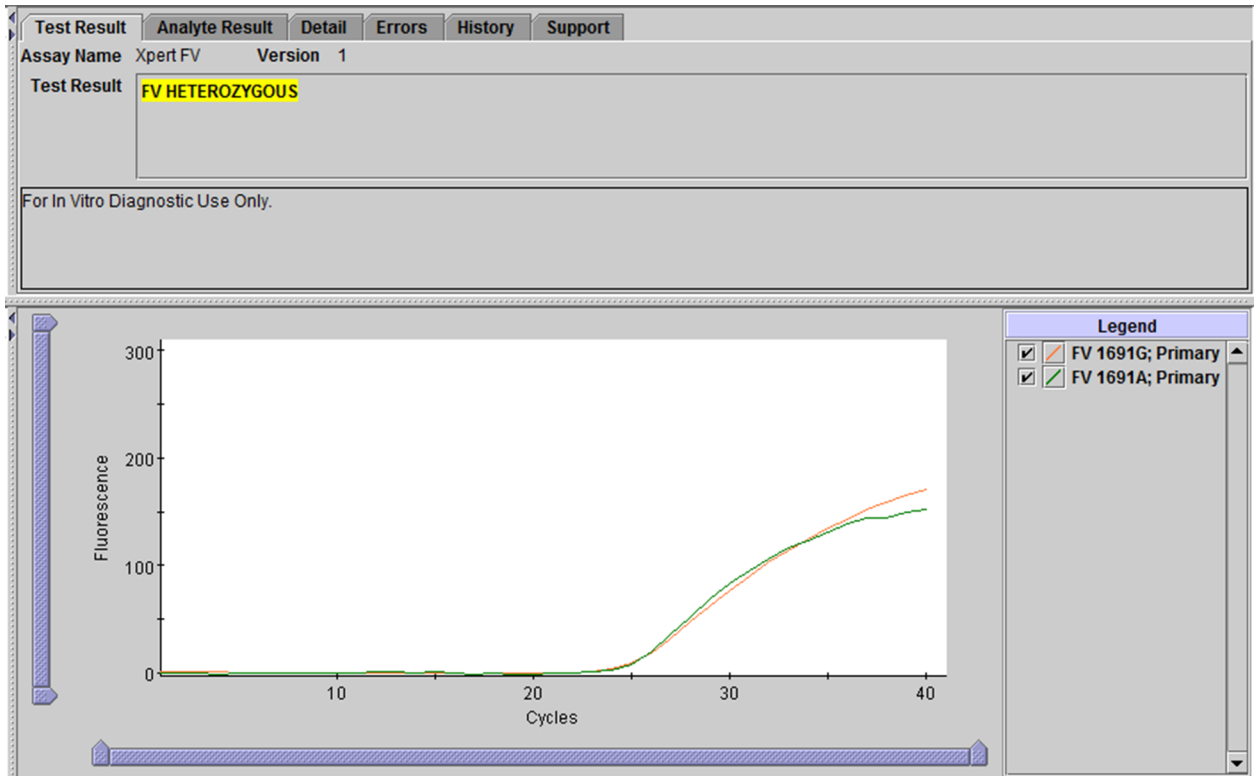 Test Result Analyte Result Detail Errors History Support
Assay Name Xpert FV Version 1
Test Result FV HETEROZYGOUS
For In Vitro Diagnostic Use Only.
Legend
FV 1691G; Primary
FV 1691A; Primary
300
200
100
0
Fluorescence
10 20 30 40
Cycles